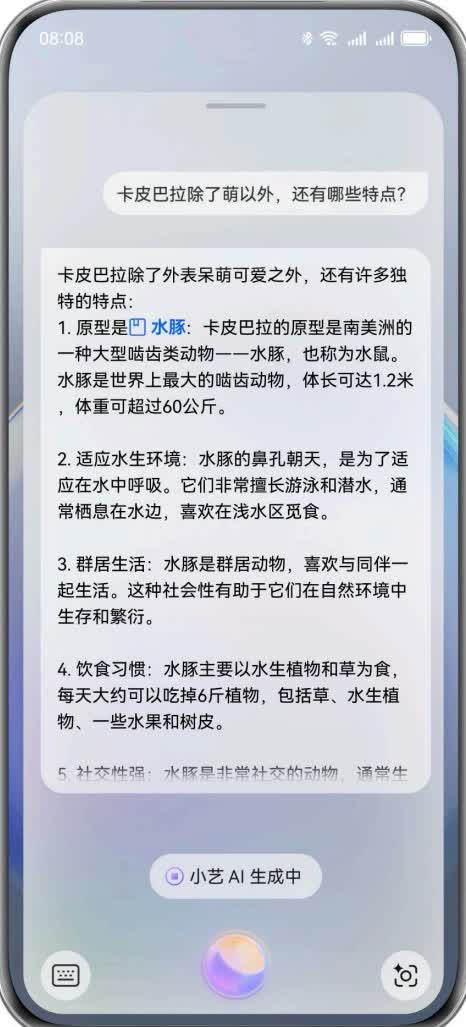 08:08
卡皮巴拉除了萌以外，还有哪些特点？
卡皮巴拉除了外表呆萌可爱之外，还有许多独
特的特点：
1. 原型是水豚：卡皮巴拉的原型是南美洲的
一种大型啮齿类动物一一水豚，也称为水鼠。
水豚是世界上最大的啮齿动物，体长可达1.2米
，体重可超过60公斤。
2. 适应水生环境：水豚的鼻孔朝天，是为了适
应在水中呼吸。它们非常擅长游泳和潜水，通
常栖息在水边，喜欢在浅水区觅食。
3. 群居生活：水豚是群居动物，喜欢与同伴一
起生活。这种社会性有助于它们在自然环境中
生存和繁衍。
4. 饮食习惯：水豚主要以水生植物和草为食，
每天大约可以吃掉6斤植物，包括草、水生植
物、一些水果和树皮。
5. 社交性强：水豚是非常社交的动物，通常生
小艺 AI 生成中